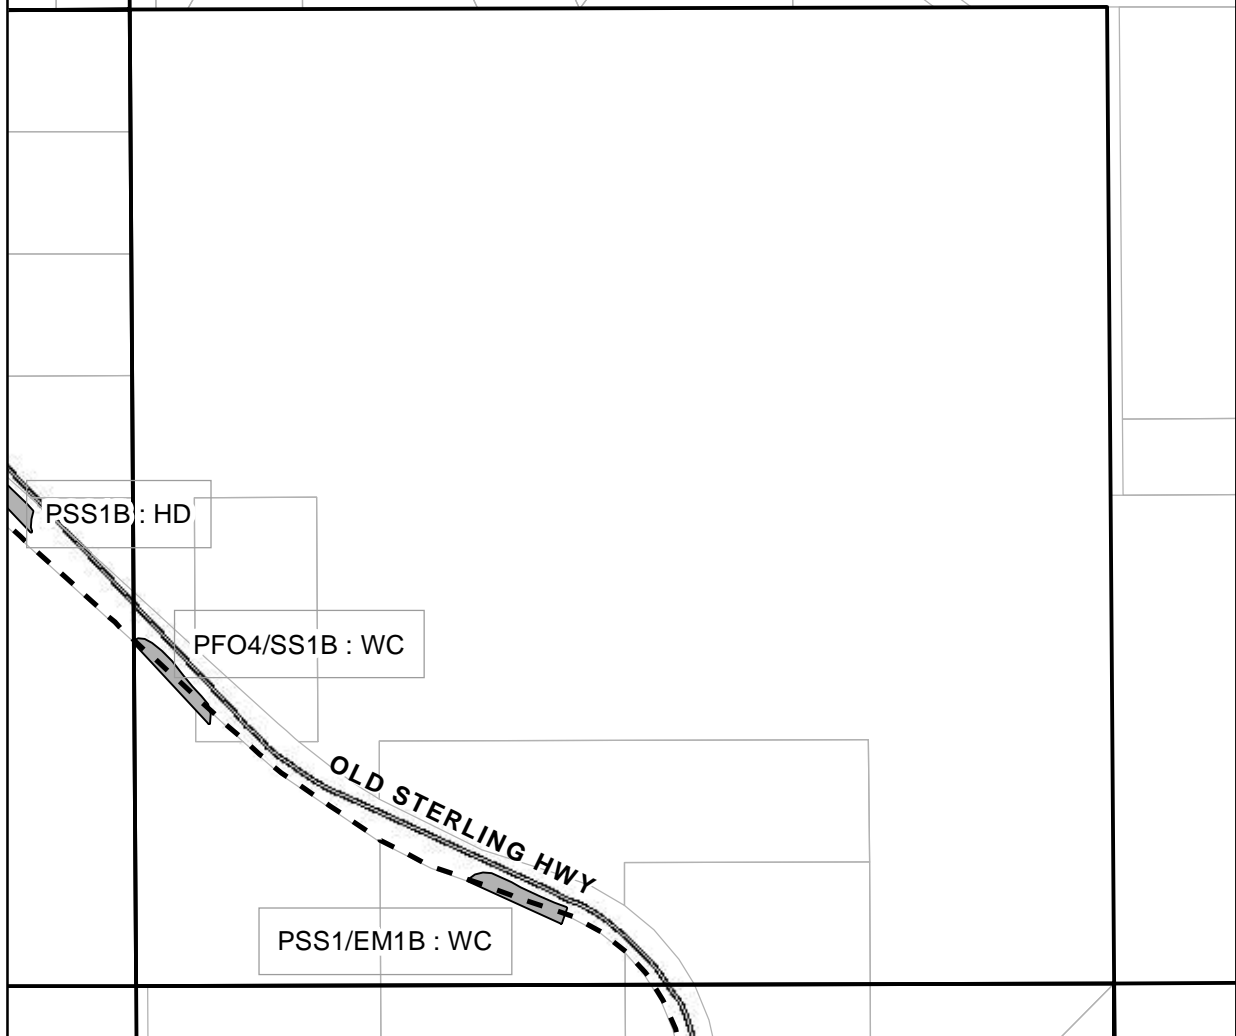 PSS1B : HD
PFO4/SS1B : WC
OLD STERLING HWY
PSS1/EM1B : WC